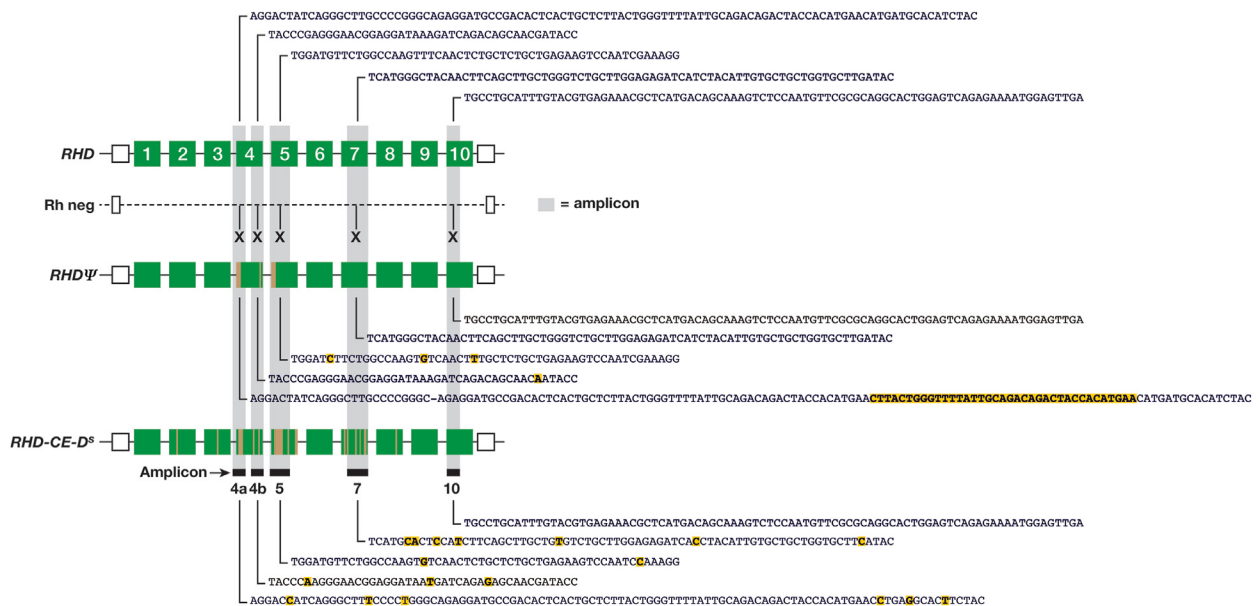 AGGACTATCAGGGCTTGCCCCGGGCAGAGGATGCCGACACTCACTGCTCTTACTGGGTTTTATTGCAGACAGACTACCACATGAACATGATGCACATCTAC
TACCCGAGGGAACGGAGGATAAAGATCAGACAGCAACGATACC
TGGATGTTCTGGCCAAGTTTCAACTCTGCTCTGCTGAGAAGTCCAATCGAAAGG
TCATGGGCTACAACTTCAGCTTGCTGGGTCTGCTTGGAGAGATCATCTACATTGTGCTGCTGGTGCTTGATAC
TGCCTGCATTTGTACGTGAGAAACGCTCATGACAGCAAAGTCTCCAATGTTCGCGCAGGCACTGGAGTCAGAGAAAATGGAGTTGA
RHD 1 2 3 4 5 6 7 8 9 10
Rh neg
= amplicon
X X X X X
RHDΨ
TGCCTGCATTTGTACGTGAGAAACGCTCATGACAGCAAAGTCTCCAATGTTCGCGCAGGCACTGGAGTCAGAGAAAATGGAGTTGA
TCATGGGCTACAACTTCAGCTTGCTGGGTCTGCTTGGAGAGATCATCTACATTGTGCTGCTGGTGCTTGATAC
TGGATCTTCTGGCCAAGTGTCAACTTTGCTCTGCTGAGAAGTCCAATCGAAAGG
TACCCGAGGGAACGGAGGATAAAGATCAGACAGCAACAATACC
AGGACTATCAGGGCTTGCCCCGGGC-AGAGGATGCCGACACTCACTGCTCTTACTGGGTTTTATTGCAGACAGACTACCACATGAACTTACTGGGTTTTATTGCAGACAGACTACCACATGAACATGATGCACATCTAC
RHD-CE-Dˢ
Amplicon
4a 4b 5 7 10
TGCCTGCATTTGTACGTGAGAAACGCTCATGACAGCAAAGTCTCCAATGTTCGCGCAGGCACTGGAGTCAGAGAAAATGGAGTTGA
TCATGCACTCCATCTTCAGCTTGCTGTGTCTGCTTGGAGAGATCACCTACATTGTGCTGCTGGTGCTTCATAC
TGGATGTTCTGGCCAAGTGTCAACTCTGCTCTGCTGAGAAGTCCAATCCAAAGG
TACCCAAGGGAACGGAGGATAATGATCAGAGAGCAACGATACC
AGGACCATCAGGGCTTTCCCCTGGGCAGAGGATGCCGACACTCACTGCTCTTACTGGGTTTTATTGCAGACAGACTACCACATGAACCTGAGGCACTTCTAC